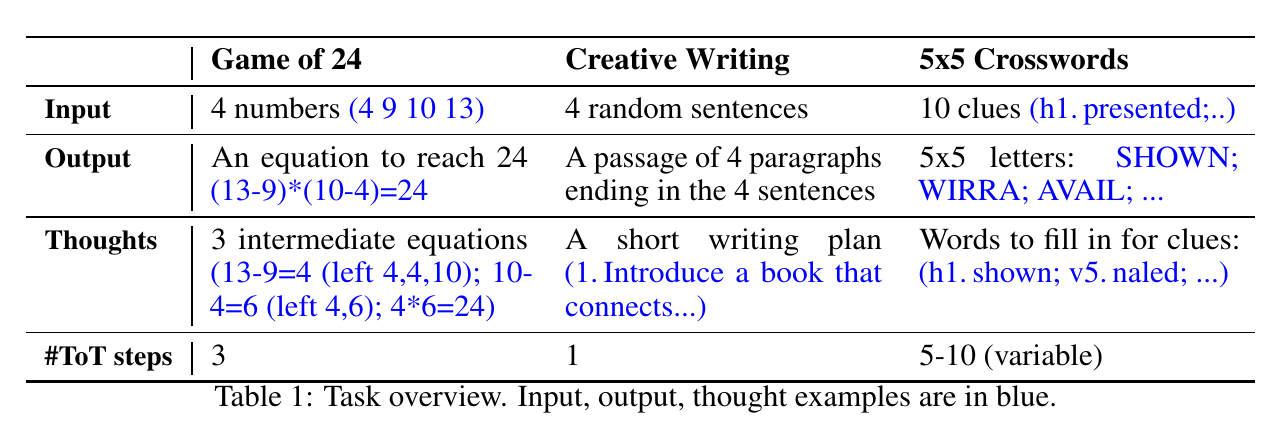 Game of 24 Creative Writing 5x5 Crosswords
Input 4 numbers (4 9 10 13) 4 random sentences 10 clues (h1. presented;..)
Output An equation to reach 24 A passage of 4 paragraphs 5x5 letters: SHOWN;
(13-9)*(10-4)=24 ending in the 4 sentences WIRRA; AVAIL; ...
Thoughts 3 intermediate equations A short writing plan Words to fill in for clues:
(13-9=4 (left 4,4,10); 10- (1. Introduce a book that (h1. shown; v5. naled; ...)
4=6 (left 4,6); 4*6=24) connects...)
#ToT steps 3 1 5-10 (variable)
Table 1: Task overview. Input, output, thought examples are in blue.